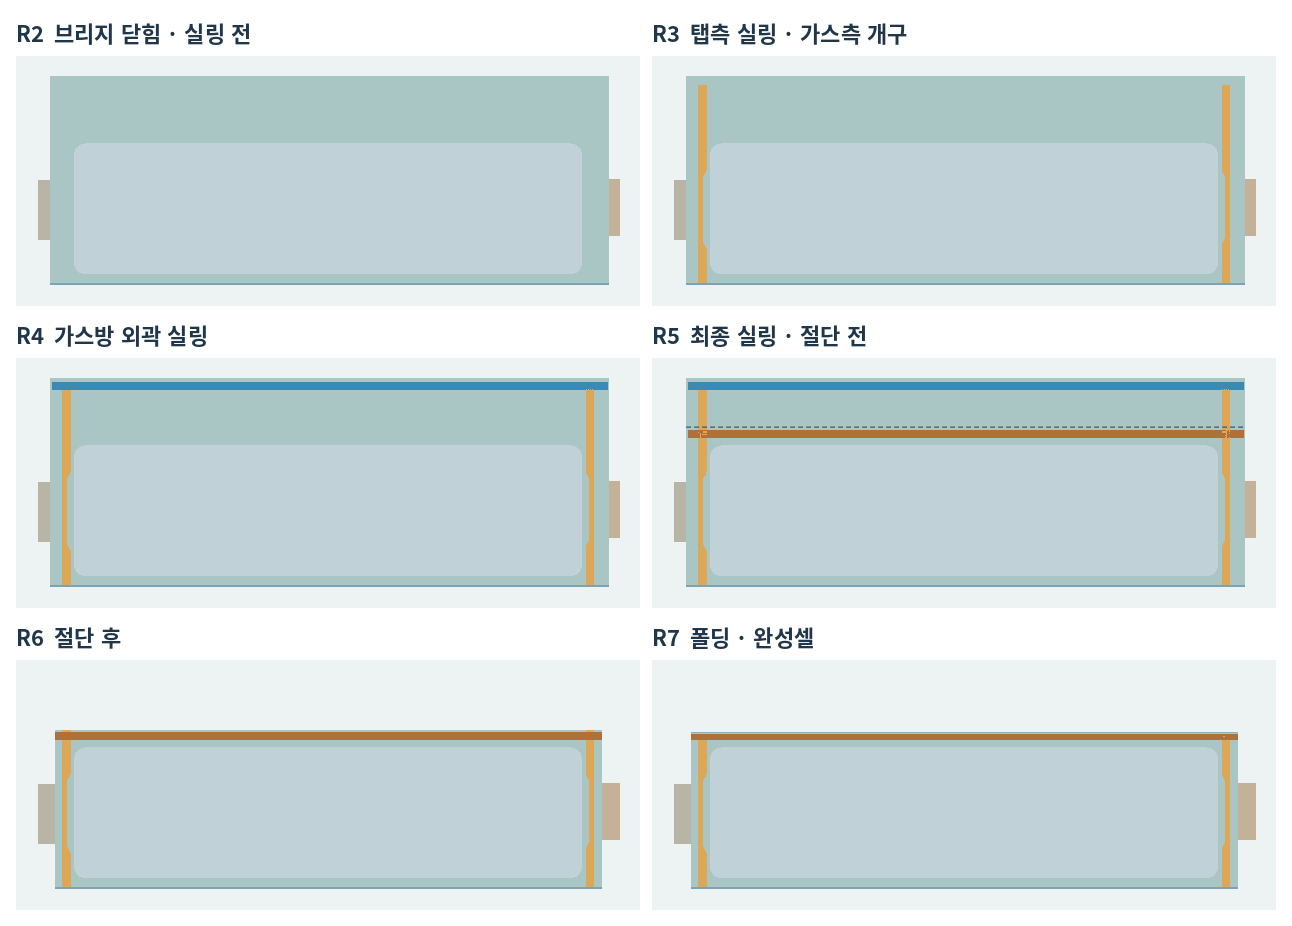 R2 브리지 닫힘 · 실링 전
R3 탭측 실링 · 가스측 개구
R4 가스방 외곽 실링
R5 최종 실링 · 절단 전
R6 절단 후
R7 폴딩 · 완성셀